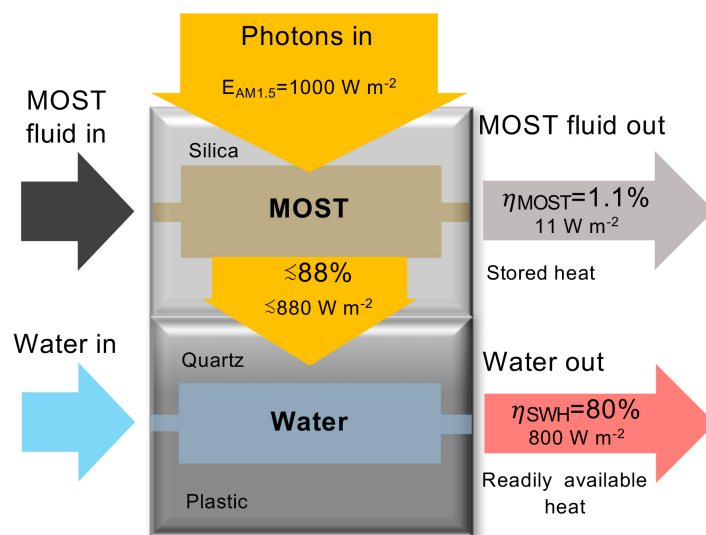 Photons in
E_AM1.5=1000 W m⁻²
MOST
fluid in
MOST fluid out
Silica
MOST
ηMOST=1.1%
11 W m⁻²
≲88%
Stored heat
≲880 W m⁻²
Water in
Quartz
Water out
Water
ηSWH=80%
800 W m⁻²
Plastic
Readily available
heat